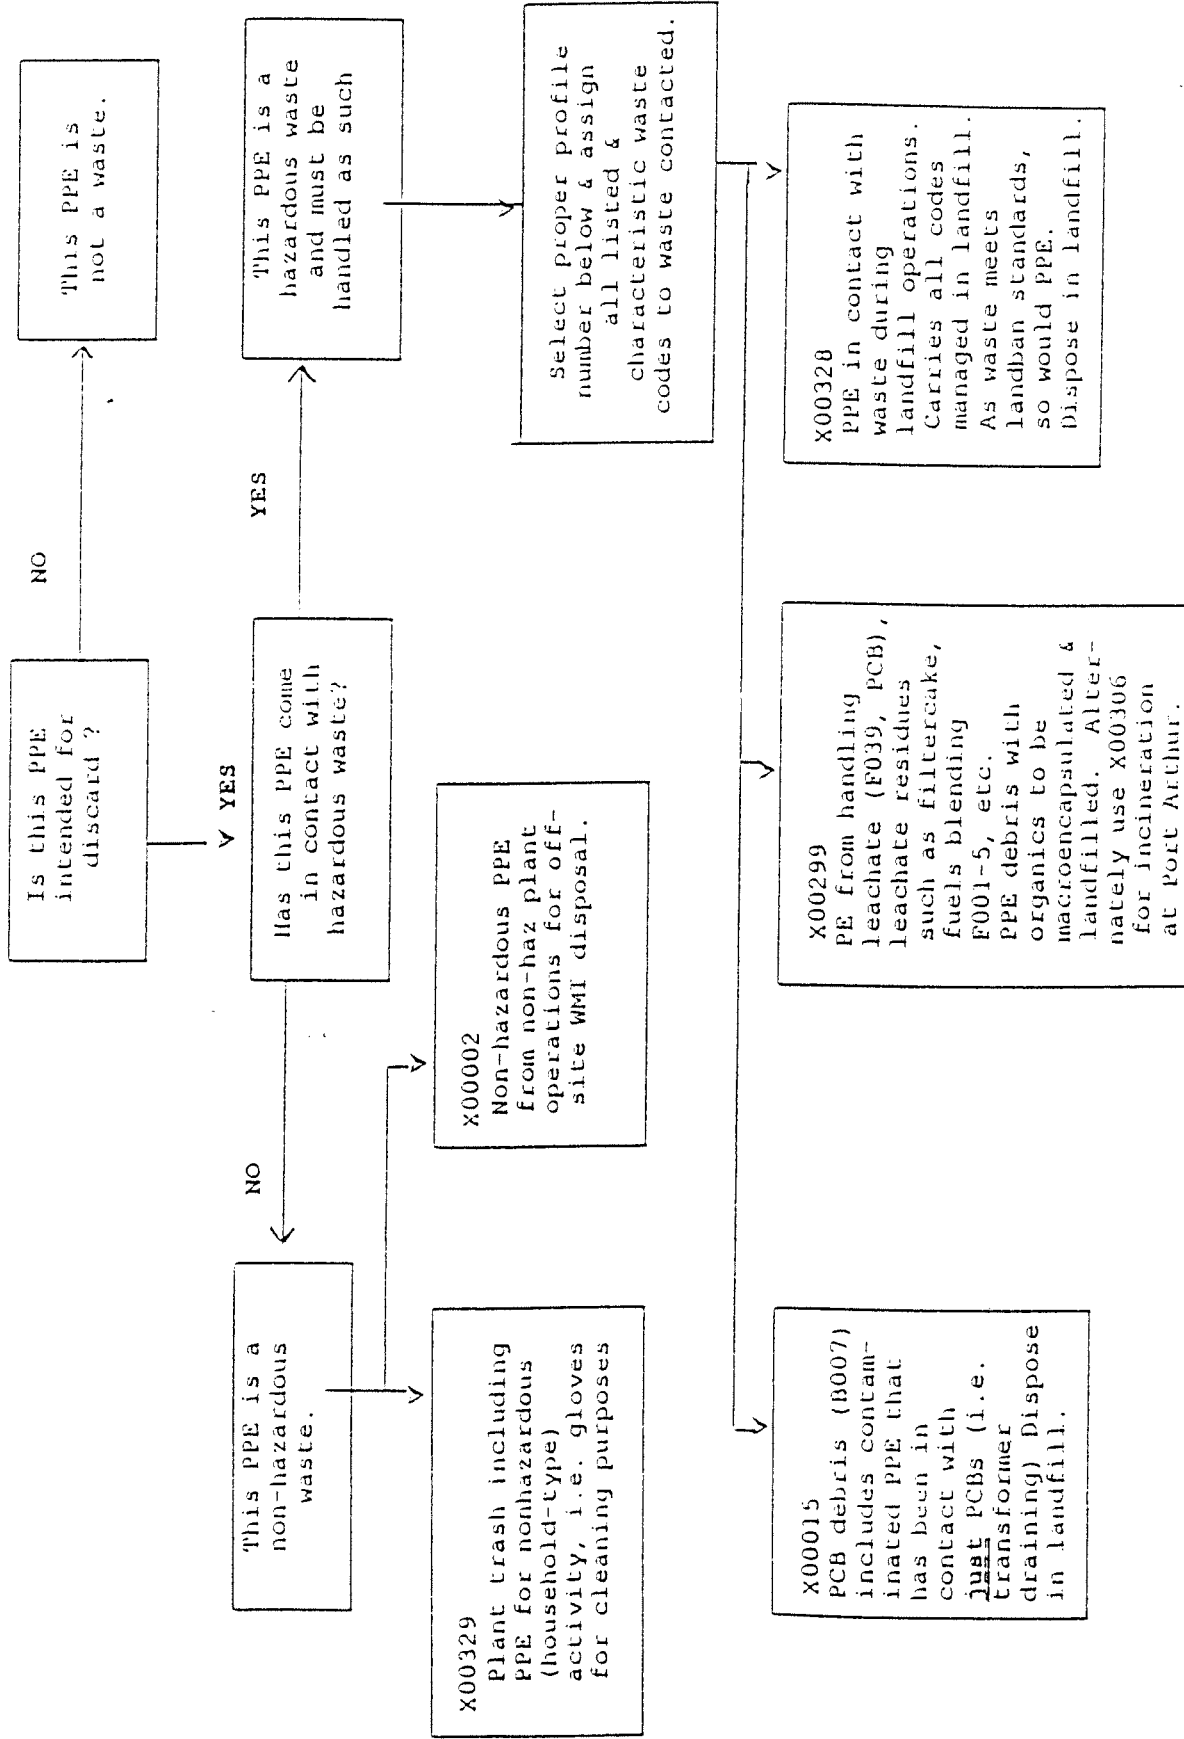 Is this PPE
intended for
discard ?
NO
This PPE is
not a waste.
YES
Has this PPE come
in contact with
hazardous waste?
YES
This PPE is a
hazardous waste
and must be
handled as such
NO
This PPE is a
non-hazardous
waste.
Select proper profile
number below & assign
all listed &
characteristic waste
codes to waste contacted.
X00329
Plant trash including
PPE for nonhazardous
(household-type)
activity, i.e. gloves
for cleaning purposes
X00002
Non-hazardous PPE
from non-haz plant
operations for off-
site WMI disposal.
X00015
PCB debris (B007)
includes contam-
inated PPE that
has been in
contact with
just PCBs (i.e.
transformer
draining) Dispose
in landfill.
X00299
PE from handling
leachate (F039, PCB),
leachate residues
such as filtercake,
fuels blending
F001-5, etc.
PPE debris with
organics to be
macroencapsulated &
landfilled. Alter-
nately use X00306
for incineration
at Port Arthur.
X00328
PPE in contact with
waste during
landfill operations.
Carries all codes
managed in landfill.
As waste meets
landban standards,
so would PPE.
Dispose in landfill.